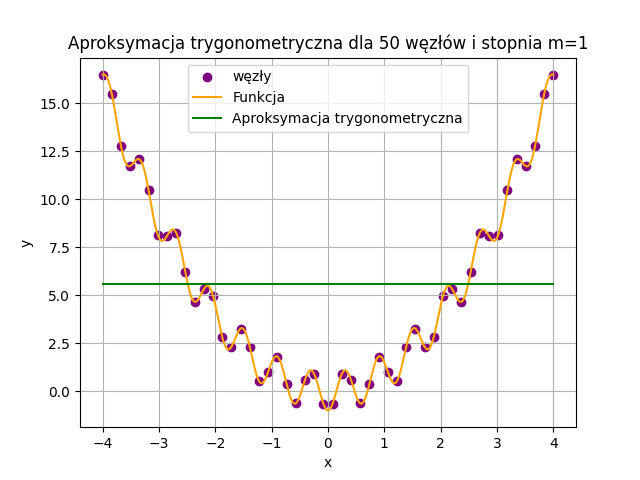 Aproksymacja trygonometryczna dla 50 węzłów i stopnia m=1
węzły
Funkcja
Aproksymacja trygonometryczna
15.0
12.5
10.0
7.5
5.0
2.5
0.0
y
−4 −3 −2 −1 0 1 2 3 4
x